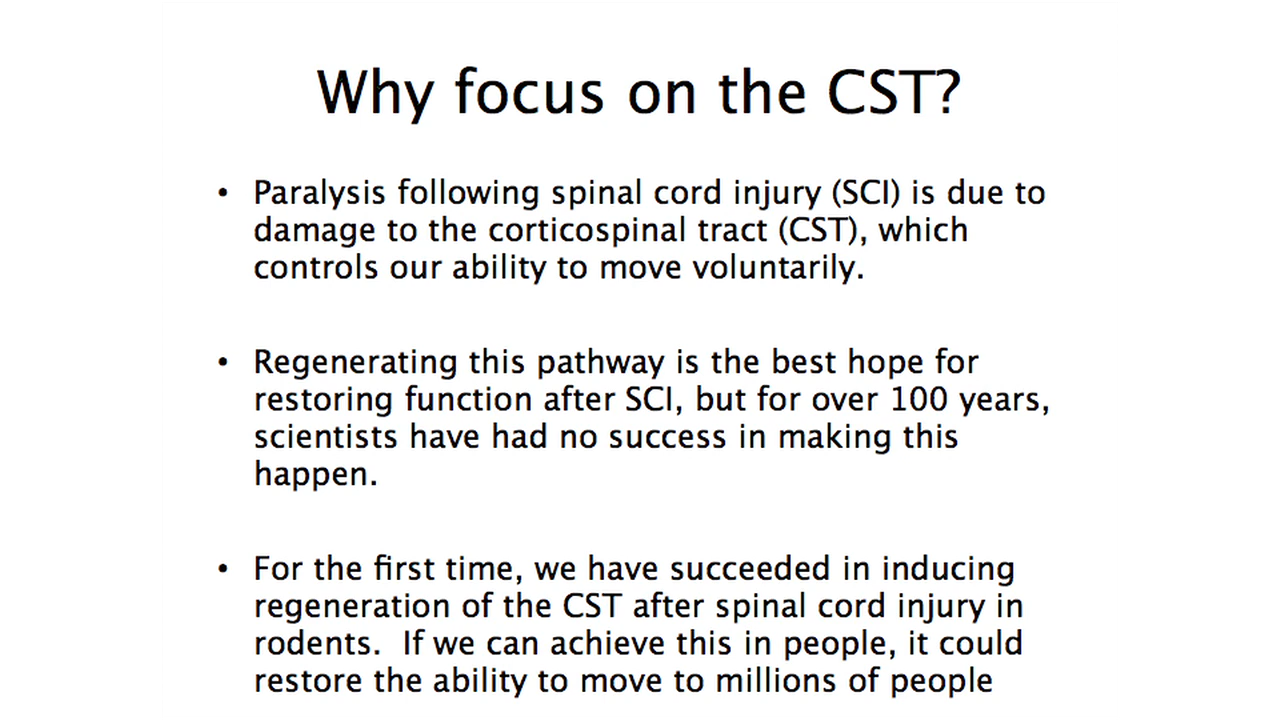 Why focus on the CST?
• Paralysis following spinal cord injury (SCI) is due to
damage to the corticospinal tract (CST), which
controls our ability to move voluntarily.
• Regenerating this pathway is the best hope for
restoring function after SCI, but for over 100 years,
scientists have had no success in making this
happen.
• For the first time, we have succeeded in inducing
regeneration of the CST after spinal cord injury in
rodents.  If we can achieve this in people, it could
restore the ability to move to millions of people